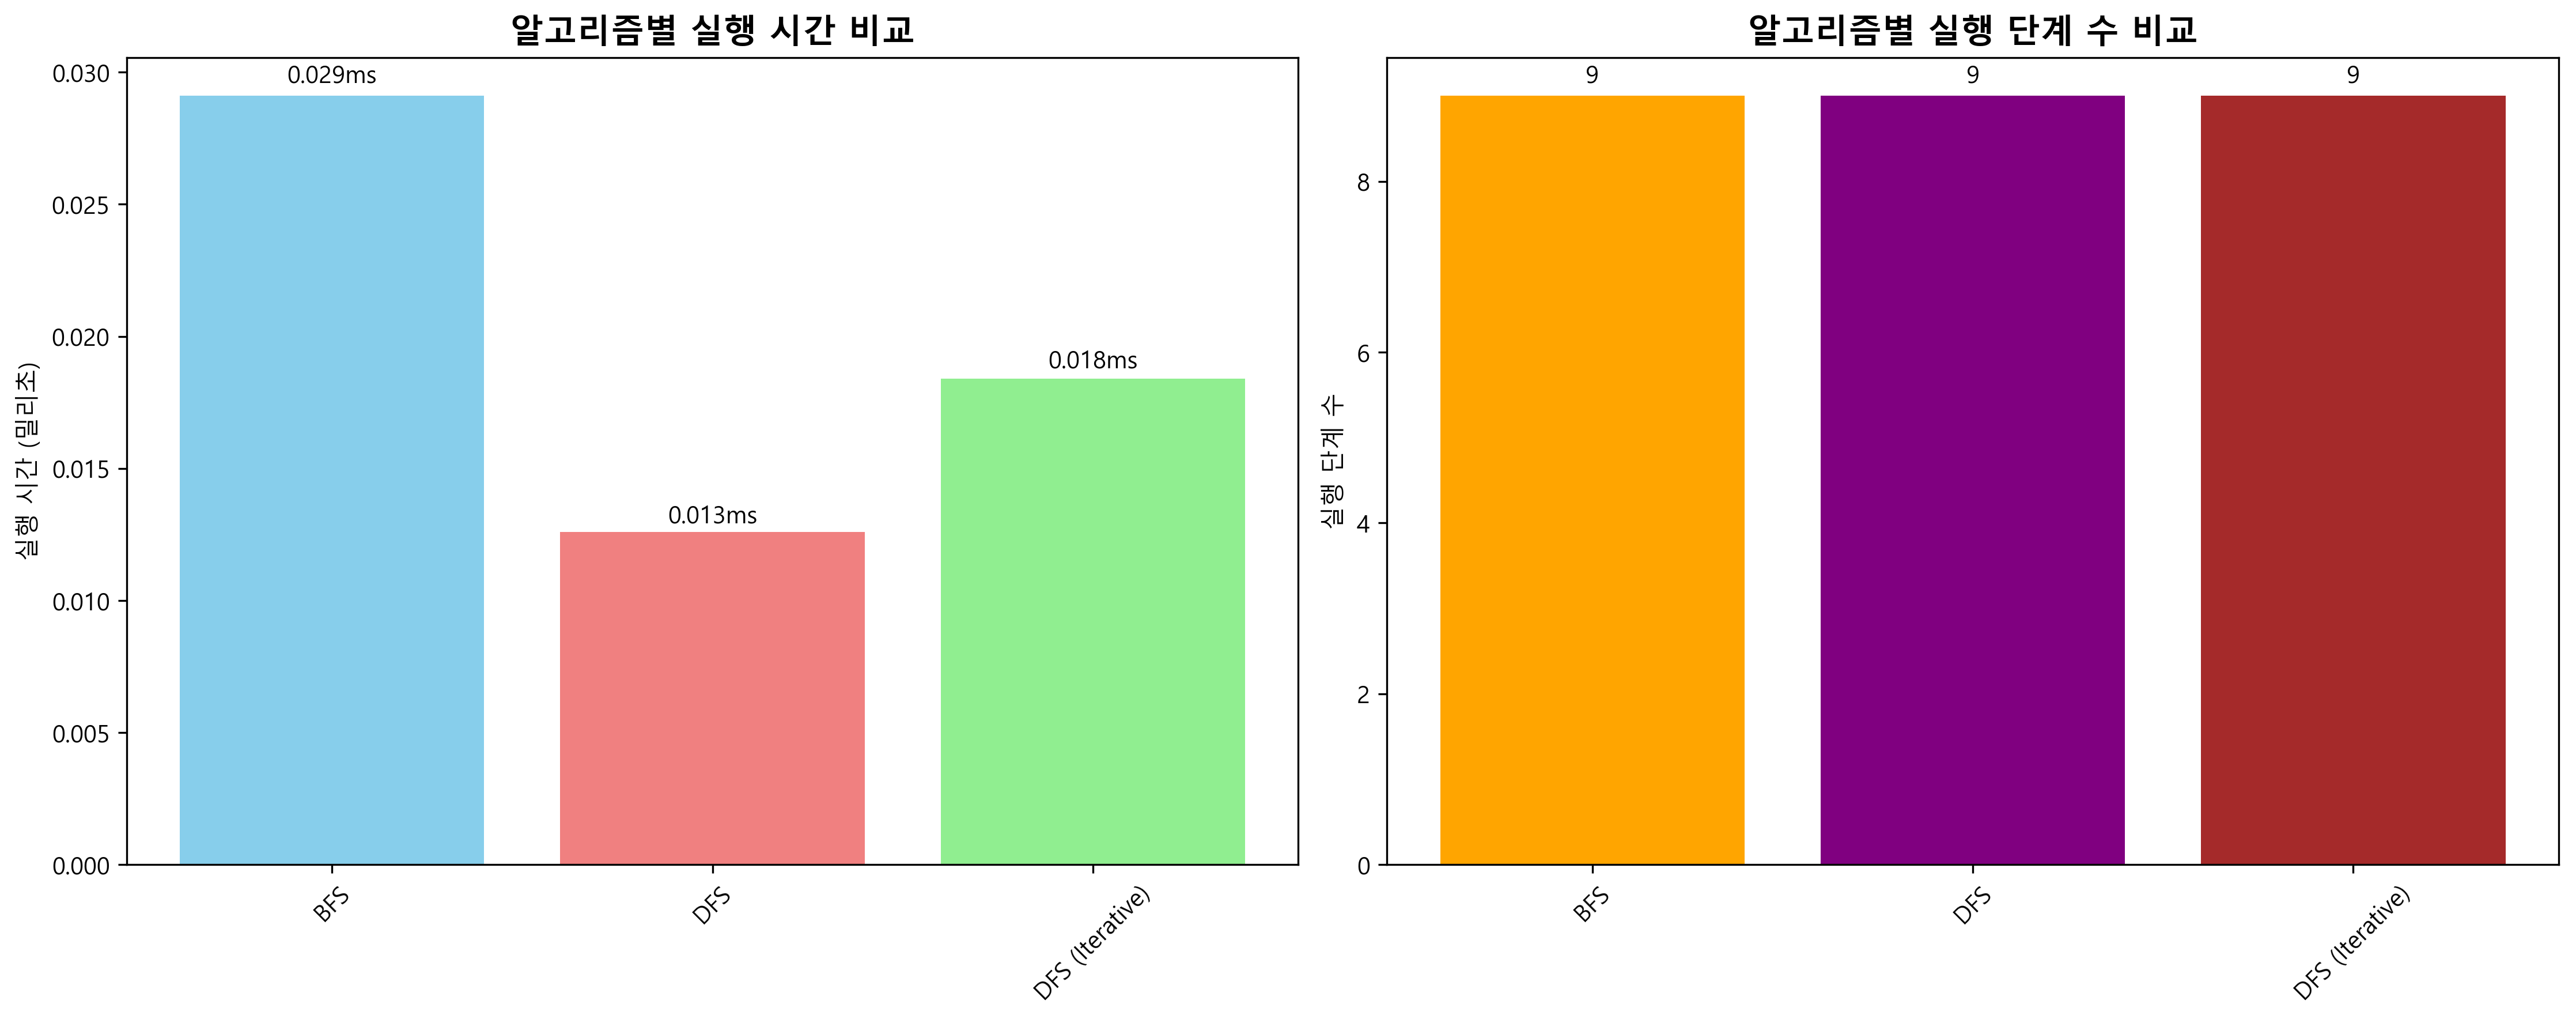 알고리즘별 실행 시간 비교
실행 시간 (밀리초)
0.030
0.025
0.020
0.015
0.010
0.005
0.000
0.029ms
0.013ms
0.018ms
BFS
DFS
DFS (Iterative)
알고리즘별 실행 단계 수 비교
실행 단계 수
8
6
4
2
0
9
9
9
BFS
DFS
DFS (Iterative)